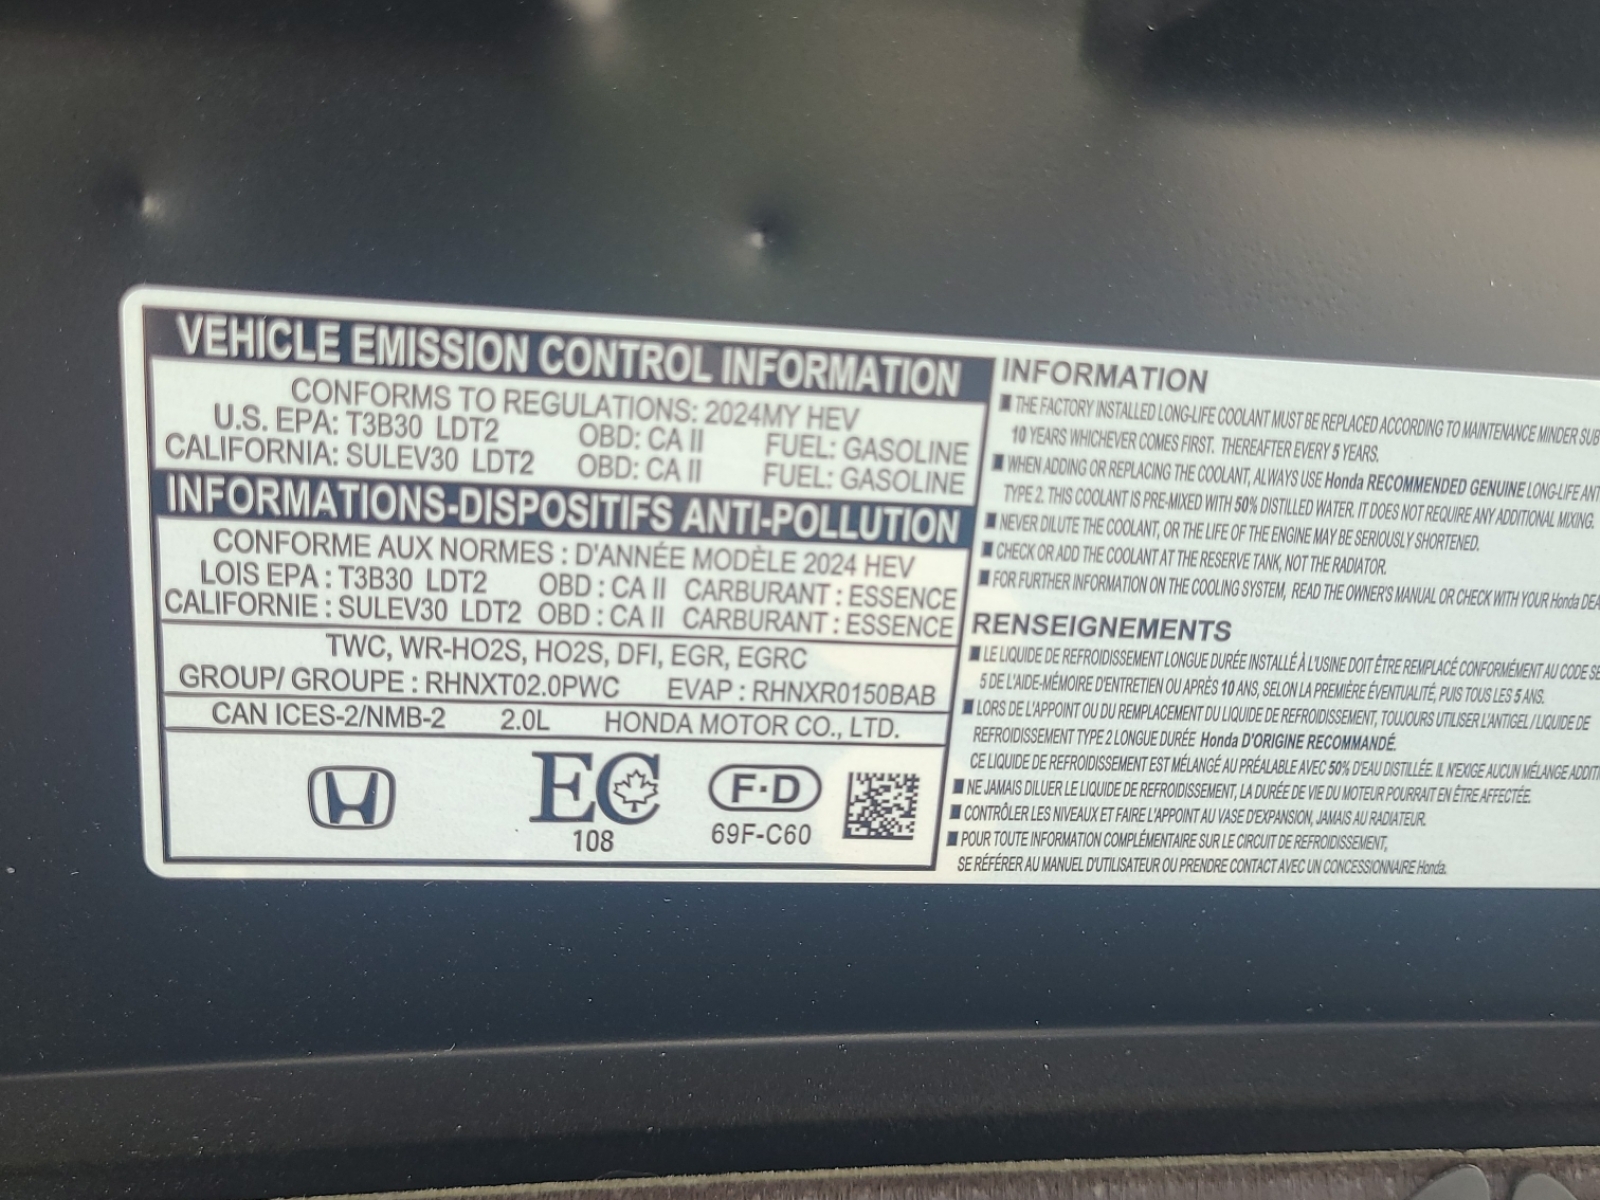 VEHICLE EMISSION CONTROL INFORMATION
CONFORMS TO REGULATIONS: 2024MY HEV
U.S. EPA: T3B30 LDT2 OBD: CA II FUEL: GASOLINE
CALIFORNIA: SULEV30 LDT2 OBD: CA II FUEL: GASOLINE
INFORMATIONS-DISPOSITIFS ANTI-POLLUTION
CONFORME AUX NORMES : D'ANNÉE MODÈLE 2024 HEV
LOIS EPA : T3B30 LDT2 OBD : CA II CARBURANT : ESSENCE
CALIFORNIE : SULEV30 LDT2 OBD : CA II CARBURANT : ESSENCE
TWC, WR-HO2S, HO2S, DFI, EGR, EGRC
GROUP/ GROUPE : RHNXT02.0PWC EVAP : RHNXR0150BAB
CAN ICES-2/NMB-2 2.0L HONDA MOTOR CO., LTD.
EC
108
F-D
69F-C60
INFORMATION
■ THE FACTORY INSTALLED LONG-LIFE COOLANT MUST BE REPLACED ACCORDING TO MAINTENANCE MINDER SUB
10 YEARS WHICHEVER COMES FIRST. THEREAFTER EVERY 5 YEARS.
■ WHEN ADDING OR REPLACING THE COOLANT, ALWAYS USE Honda RECOMMENDED GENUINE LONG-LIFE ANT
TYPE 2. THIS COOLANT IS PRE-MIXED WITH 50% DISTILLED WATER. IT DOES NOT REQUIRE ANY ADDITIONAL MIXING.
■ NEVER DILUTE THE COOLANT, OR THE LIFE OF THE ENGINE MAY BE SERIOUSLY SHORTENED.
■ CHECK OR ADD THE COOLANT AT THE RESERVE TANK, NOT THE RADIATOR.
■ FOR FURTHER INFORMATION ON THE COOLING SYSTEM, READ THE OWNER'S MANUAL OR CHECK WITH YOUR Honda DEA
RENSEIGNEMENTS
■ LE LIQUIDE DE REFROIDISSEMENT LONGUE DURÉE INSTALLÉ À L'USINE DOIT ÊTRE REMPLACÉ CONFORMÉMENT AU CODE SE
5 DE L'AIDE-MÉMOIRE D'ENTRETIEN OU APRÈS 10 ANS, SELON LA PREMIÈRE ÉVENTUALITÉ, PUIS TOUS LES 5 ANS.
■ LORS DE L'APPOINT OU DU REMPLACEMENT DU LIQUIDE DE REFROIDISSEMENT, TOUJOURS UTILISER L'ANTIGEL / LIQUIDE DE
REFROIDISSEMENT TYPE 2 LONGUE DURÉE Honda D'ORIGINE RECOMMANDÉ.
CE LIQUIDE DE REFROIDISSEMENT EST MÉLANGÉ AU PRÉALABLE AVEC 50% D'EAU DISTILLÉE. IL N'EXIGE AUCUN MÉLANGE ADDITI
■ NE JAMAIS DILUER LE LIQUIDE DE REFROIDISSEMENT, LA DURÉE DE VIE DU MOTEUR POURRAIT EN ÊTRE AFFECTÉE.
■ CONTRÔLER LES NIVEAUX ET FAIRE L'APPOINT AU VASE D'EXPANSION, JAMAIS AU RADIATEUR.
■ POUR TOUTE INFORMATION COMPLÉMENTAIRE SUR LE CIRCUIT DE REFROIDISSEMENT,
SE RÉFÉRER AU MANUEL D'UTILISATEUR OU PRENDRE CONTACT AVEC UN CONCESSIONNAIRE Honda.